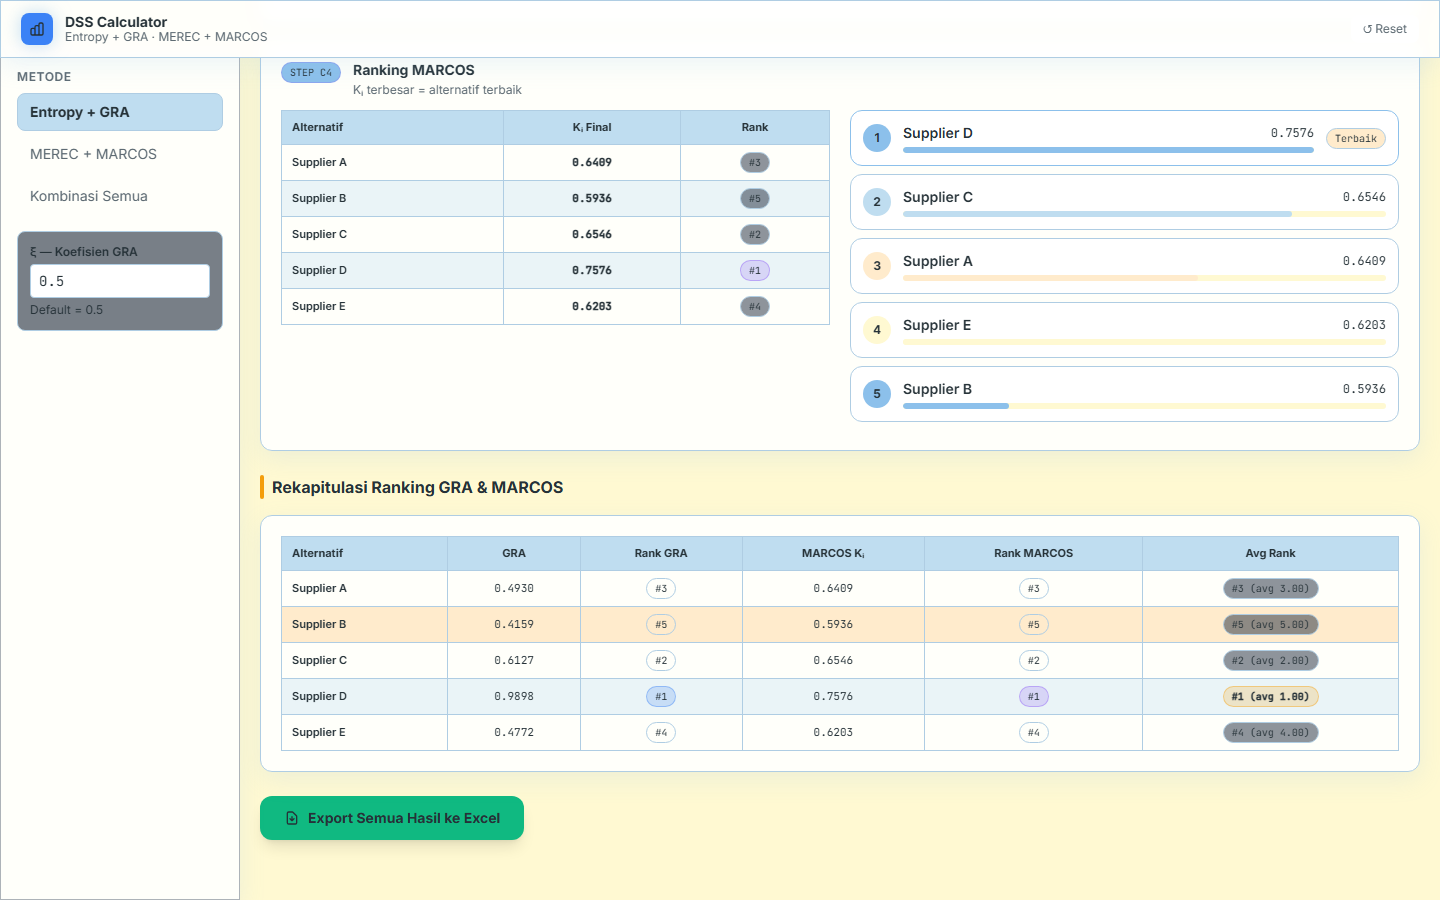 DSS Calculator
Entropy + GRA · MEREC + MARCOS
↺ Reset
METODE
Entropy + GRA
MEREC + MARCOS
Kombinasi Semua
ξ — Koefisien GRA
0.5
Default = 0.5
STEP C4
Ranking MARCOS
Kᵢ terbesar = alternatif terbaik
Alternatif Kᵢ Final Rank
Supplier A 0.6409 #3
Supplier B 0.5936 #5
Supplier C 0.6546 #2
Supplier D 0.7576 #1
Supplier E 0.6203 #4
1 Supplier D 0.7576 Terbaik
2 Supplier C 0.6546
3 Supplier A 0.6409
4 Supplier E 0.6203
5 Supplier B 0.5936
Rekapitulasi Ranking GRA & MARCOS
Alternatif GRA Rank GRA MARCOS Kᵢ Rank MARCOS Avg Rank
Supplier A 0.4930 #3 0.6409 #3 #3 (avg 3.00)
Supplier B 0.4159 #5 0.5936 #5 #5 (avg 5.00)
Supplier C 0.6127 #2 0.6546 #2 #2 (avg 2.00)
Supplier D 0.9898 #1 0.7576 #1 #1 (avg 1.00)
Supplier E 0.4772 #4 0.6203 #4 #4 (avg 4.00)
Export Semua Hasil ke Excel